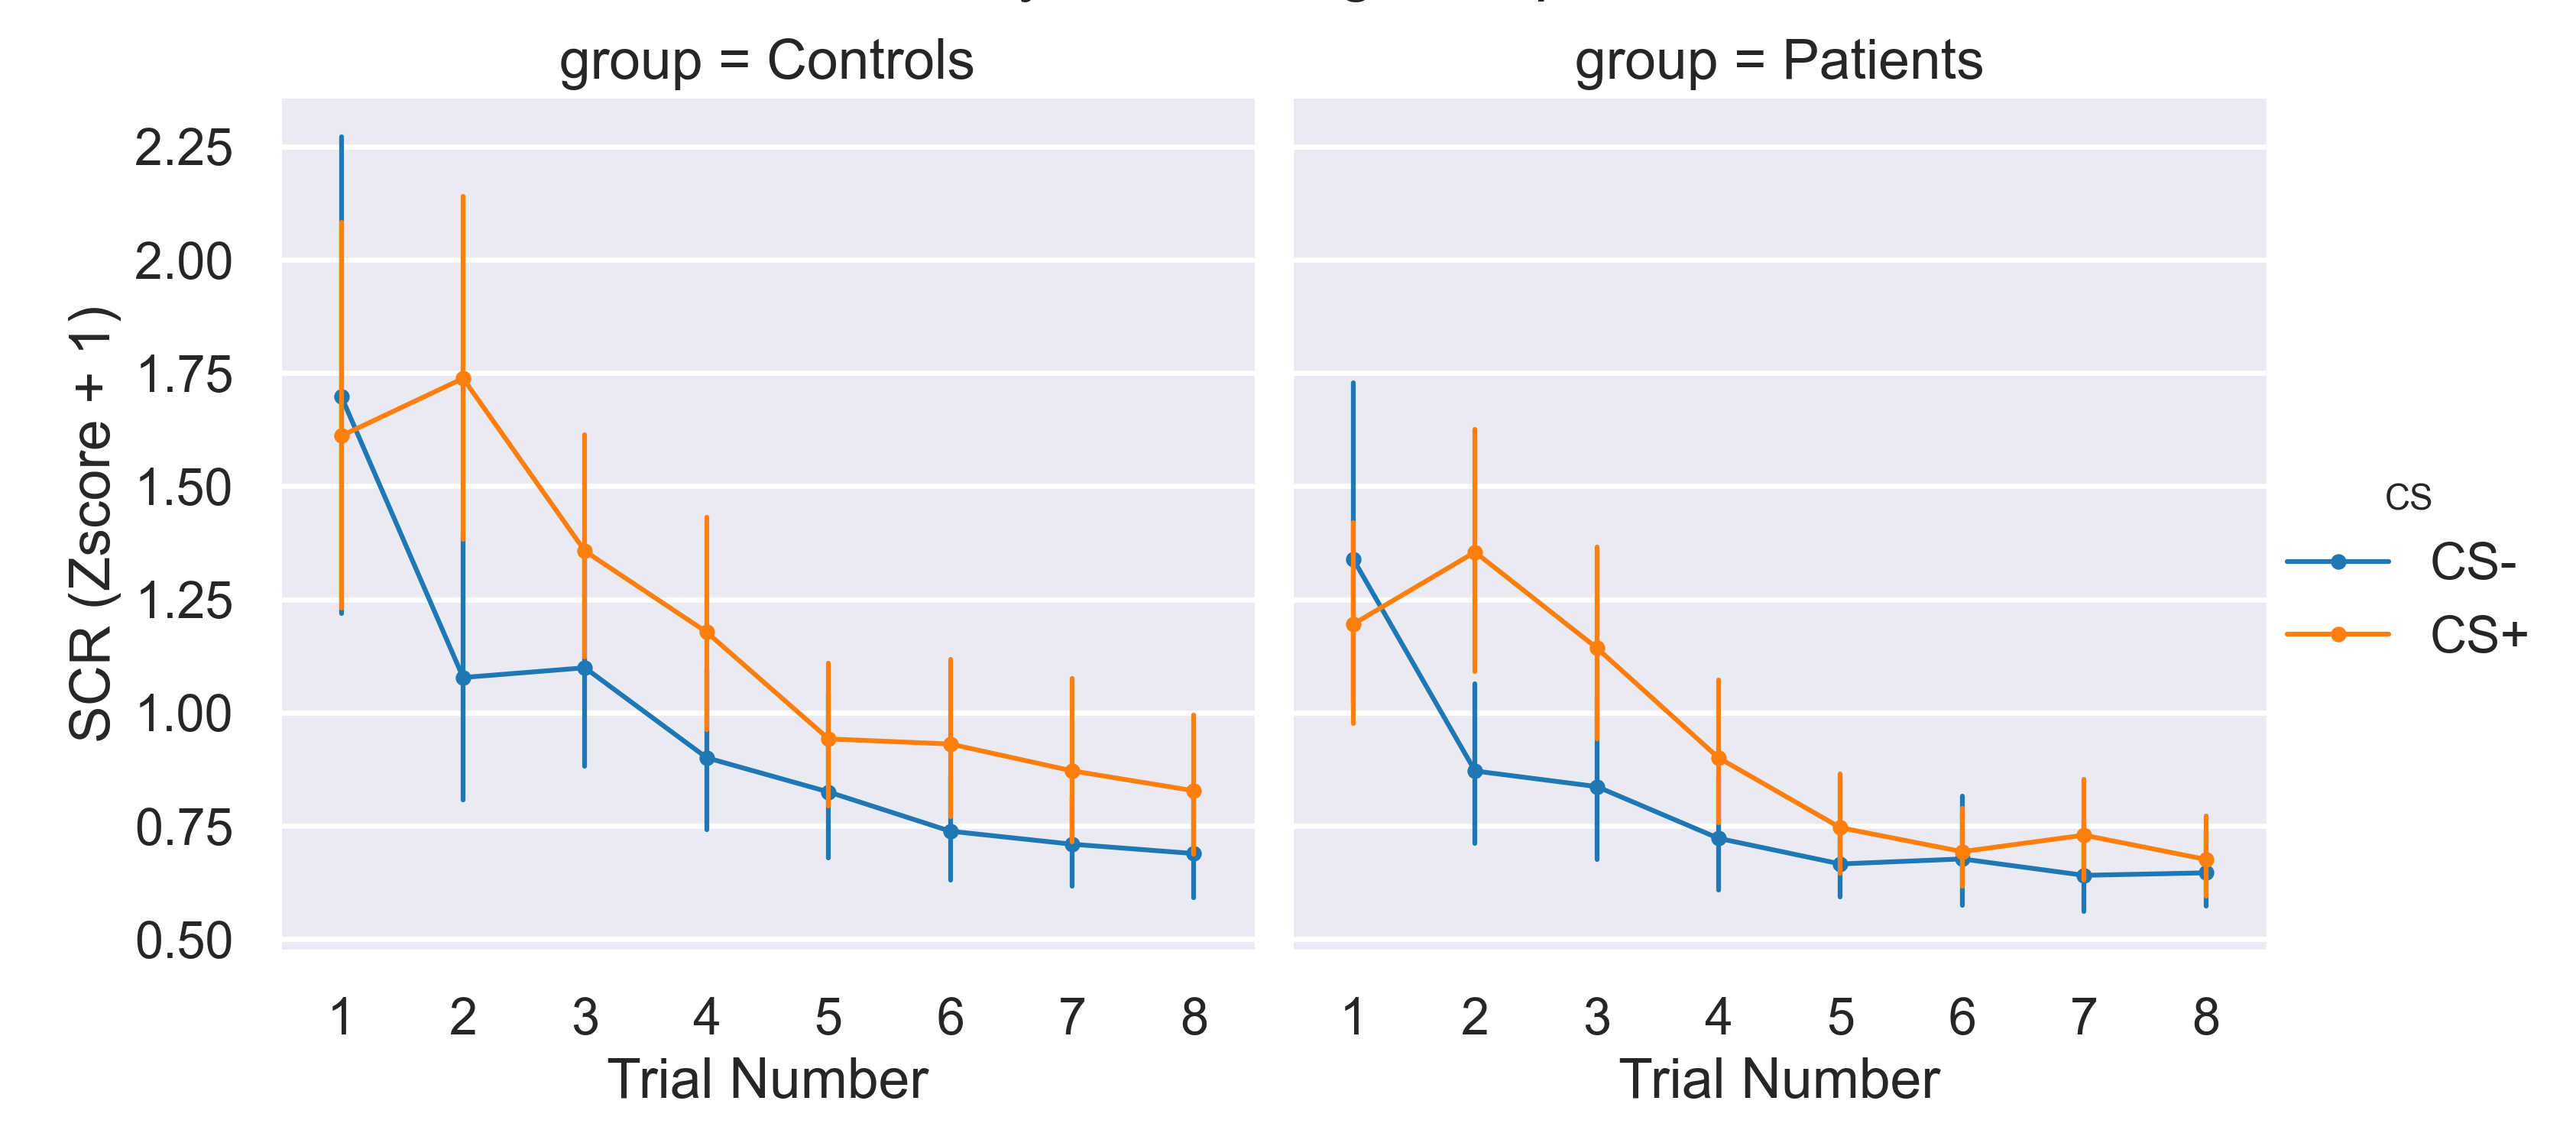 group = Controls
group = Patients
SCR (Zscore + 1)
2.25
2.00
1.75
1.50
1.25
1.00
0.75
0.50
1 2 3 4 5 6 7 8
1 2 3 4 5 6 7 8
Trial Number
Trial Number
CS
CS-
CS+